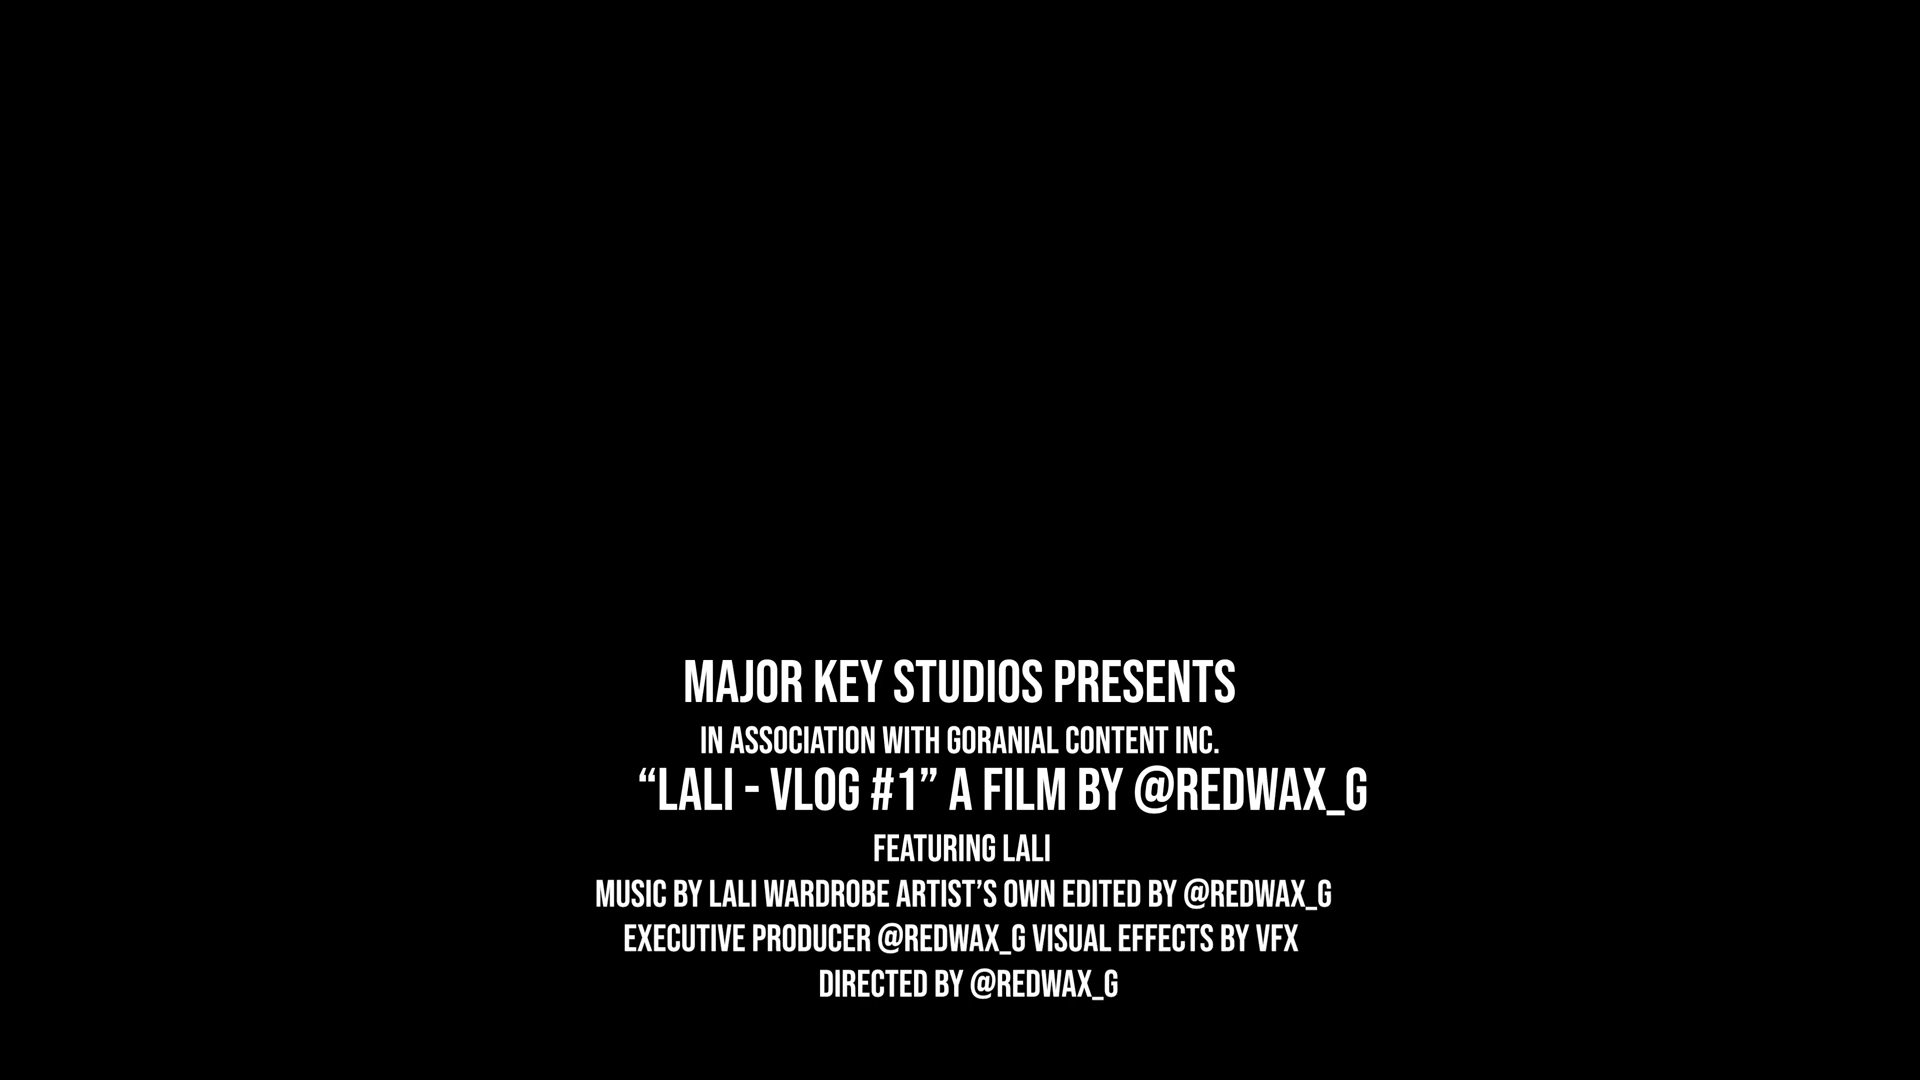 MAJOR KEY STUDIOS PRESENTS
IN ASSOCIATION WITH GORANIAL CONTENT INC.
“LALI - VLOG #1” A FILM BY @REDWAX_G
FEATURING LALI
MUSIC BY LALI WARDROBE ARTIST’S OWN EDITED BY @REDWAX_G
EXECUTIVE PRODUCER @REDWAX_G VISUAL EFFECTS BY VFX
DIRECTED BY @REDWAX_G